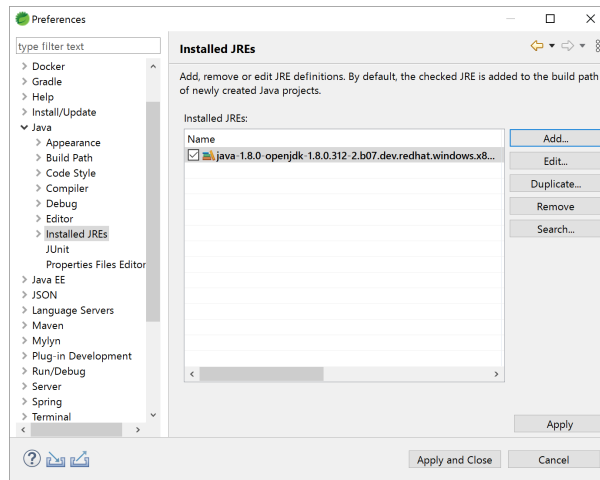 Preferences
type filter text
Docker
Gradle
Help
Install/Update
Java
Appearance
Build Path
Code Style
Compiler
Debug
Editor
Installed JREs
JUnit
Properties Files Editor
Java EE
JSON
Language Servers
Maven
Mylyn
Plug-in Development
Run/Debug
Server
Spring
Terminal
Installed JREs
Add, remove or edit JRE definitions. By default, the checked JRE is added to the build path
of newly created Java projects.
Installed JREs:
Name
java-1.8.0-openjdk-1.8.0.312-2.b07.dev.redhat.windows.x8...
Add...
Edit...
Duplicate...
Remove
Search...
Apply
Apply and Close
Cancel